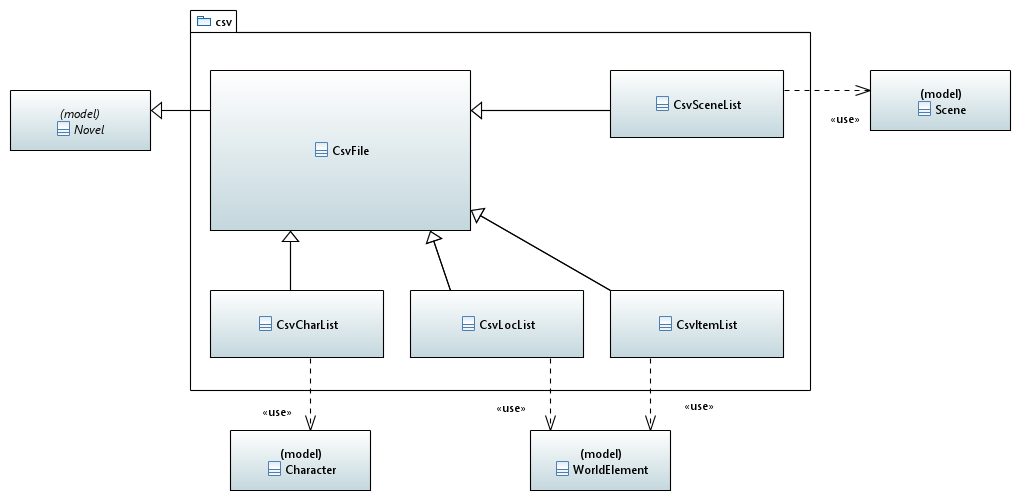 csv
(model)
Novel
CsvFile
CsvSceneList
(model)
Scene
«use»
CsvCharList
CsvLocList
CsvItemList
«use»
«use»
«use»
(model)
Character
(model)
WorldElement